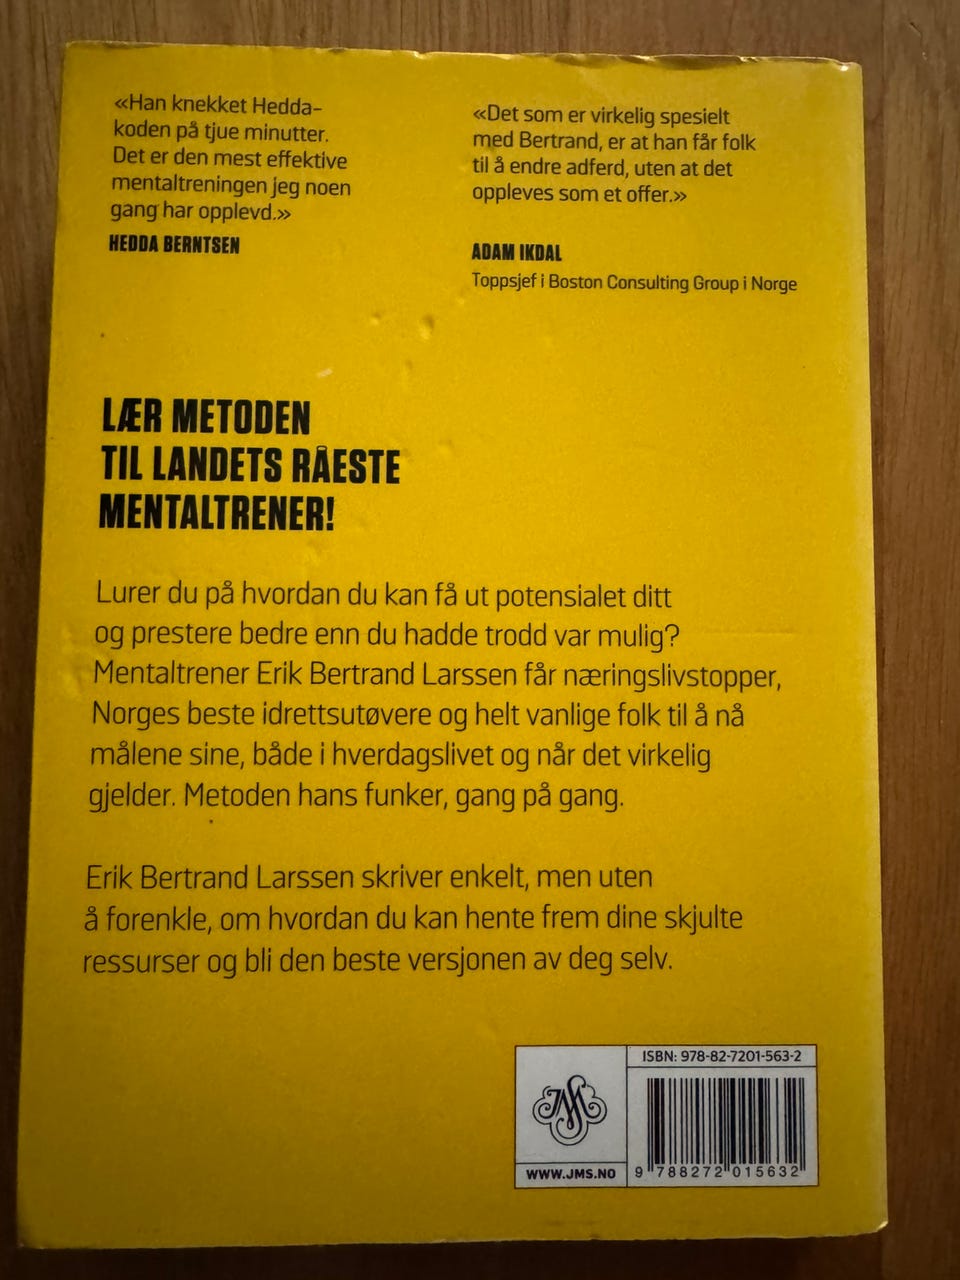 «Han knekket Hedda-
koden på tjue minutter.
Det er den mest effektive
mentaltreningen jeg noen
gang har opplevd.»
HEDDA BERNTSEN
«Det som er virkelig spesielt
med Bertrand, er at han får folk
til å endre adferd, uten at det
oppleves som et offer.»
ADAM IKDAL
Toppsjef i Boston Consulting Group i Norge
LÆR METODEN
TIL LANDETS RÅESTE
MENTALTRENER!
Lurer du på hvordan du kan få ut potensialet ditt
og prestere bedre enn du hadde trodd var mulig?
Mentaltrener Erik Bertrand Larssen får næringslivstopper,
Norges beste idrettsutøvere og helt vanlige folk til å nå
målene sine, både i hverdagslivet og når det virkelig
gjelder. Metoden hans funker, gang på gang.
Erik Bertrand Larssen skriver enkelt, men uten
å forenkle, om hvordan du kan hente frem dine skjulte
ressurser og bli den beste versjonen av deg selv.
ISBN: 978-82-7201-563-2
JMS
WWW.JMS.NO
9 788272 015632